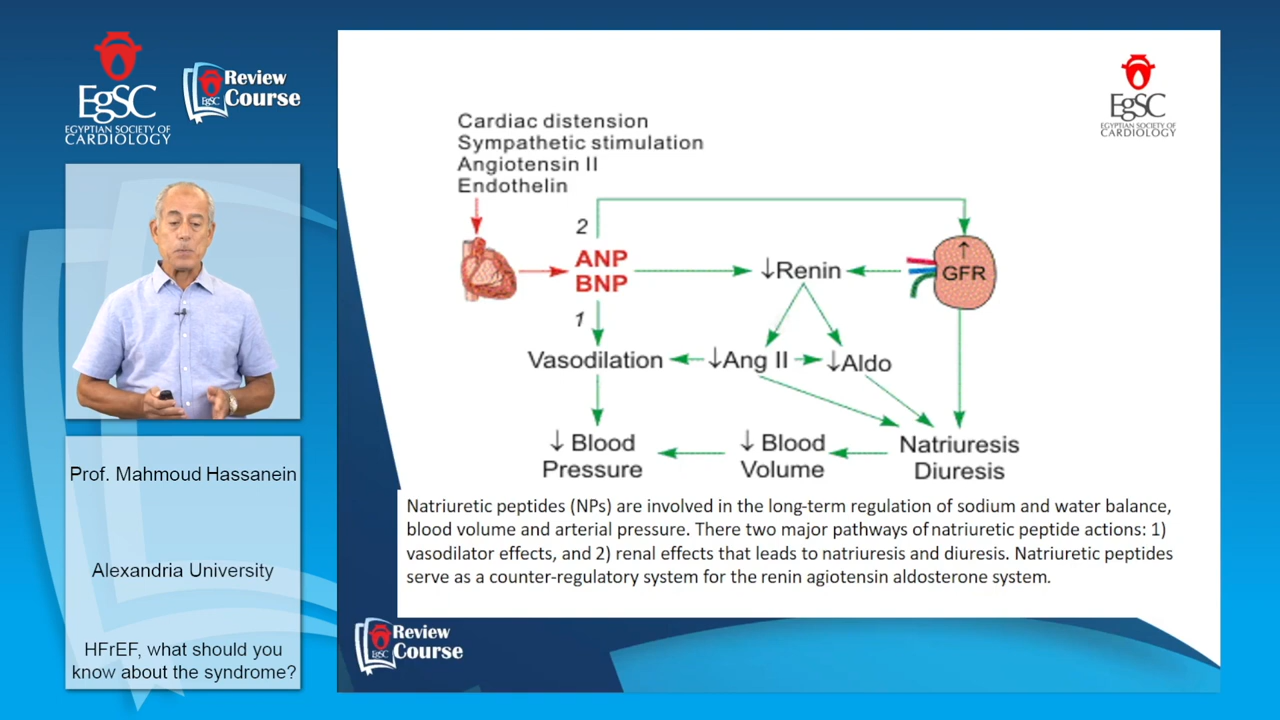 EgSC
EGYPTIAN SOCIETY OF
CARDIOLOGY
Review
Course
EgSC
Prof. Mahmoud Hassanein
Alexandria University
HFrEF, what should you
know about the syndrome?
EgSC
EGYPTIAN SOCIETY OF
CARDIOLOGY
Cardiac distension
Sympathetic stimulation
Angiotensin II
Endothelin
2
ANP
BNP
↓Renin
↑
GFR
1
Vasodilation
↓Ang II
↓Aldo
↓ Blood
Pressure
↓ Blood
Volume
Natriuresis
Diuresis
Natriuretic peptides (NPs) are involved in the long-term regulation of sodium and water balance,
blood volume and arterial pressure. There two major pathways of natriuretic peptide actions: 1)
vasodilator effects, and 2) renal effects that leads to natriuresis and diuresis. Natriuretic peptides
serve as a counter-regulatory system for the renin agiotensin aldosterone system.
Review
Course
EgSC